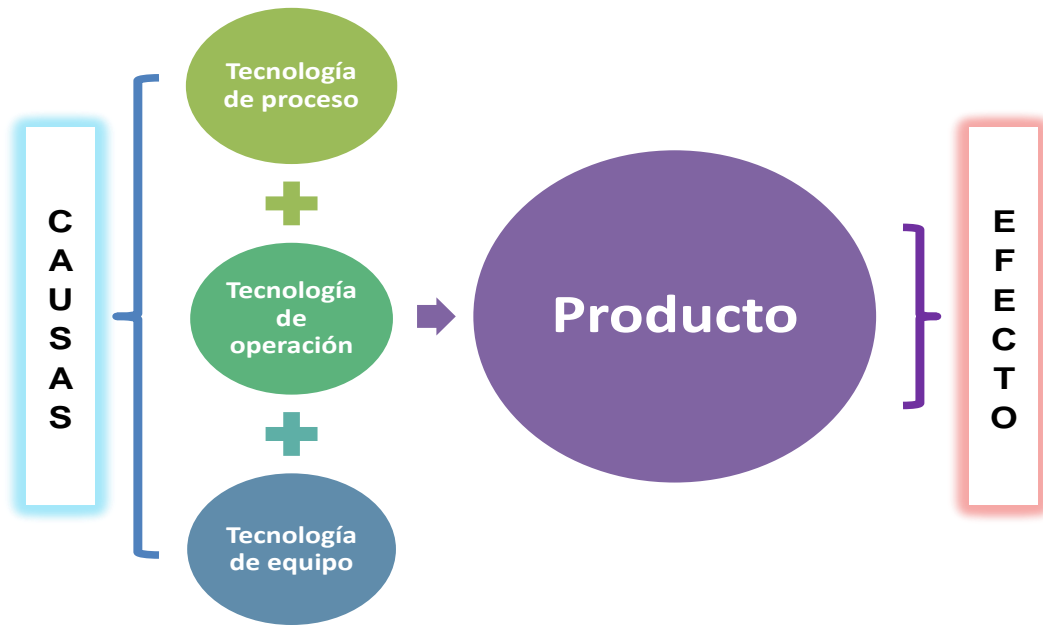 C
A
U
S
A
S
Tecnología
de proceso
Tecnología
de
operación
Tecnología
de equipo
Producto
E
F
E
C
T
O